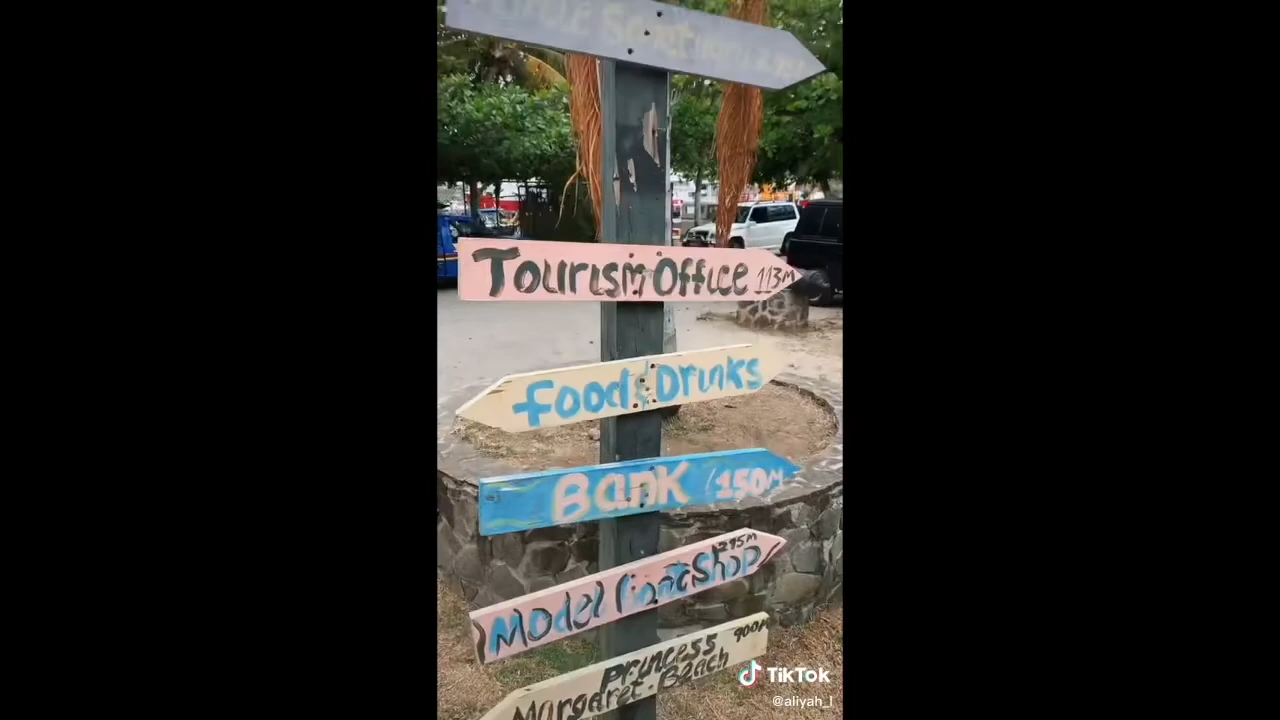 Tourism Office 113M
Food & Drinks
Bank 150M
295M
Model Boat Shop
Princess 900M
Margaret. Beach
TikTok
@aliyah_l